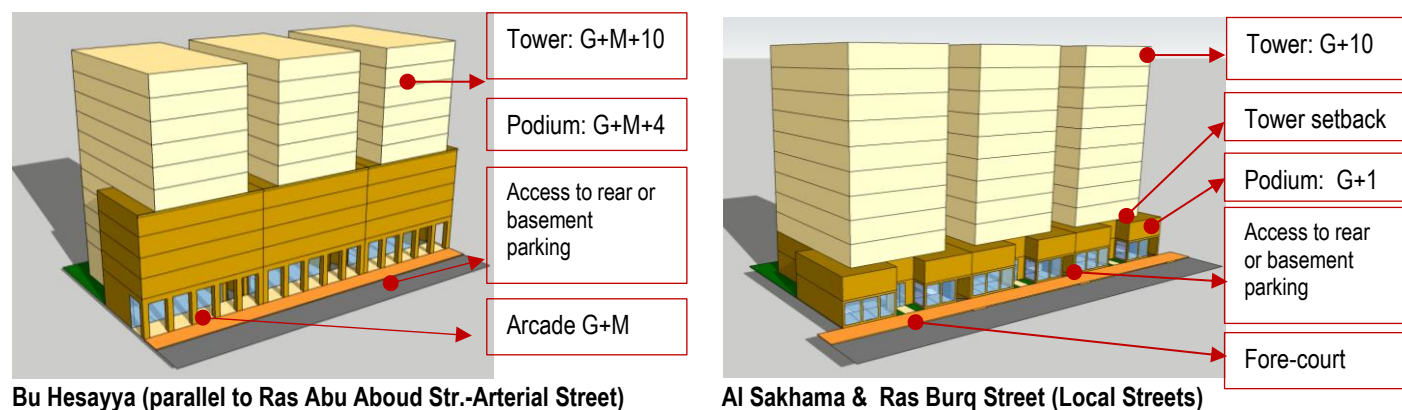 Tower: G+M+10
Podium: G+M+4
Access to rear or
basement
parking
Arcade G+M
Bu Hesayya (parallel to Ras Abu Aboud Str.-Arterial Street)
Tower: G+10
Tower setback
Podium: G+1
Access to rear
or basement
parking
Fore-court
Al Sakhama & Ras Burq Street (Local Streets)